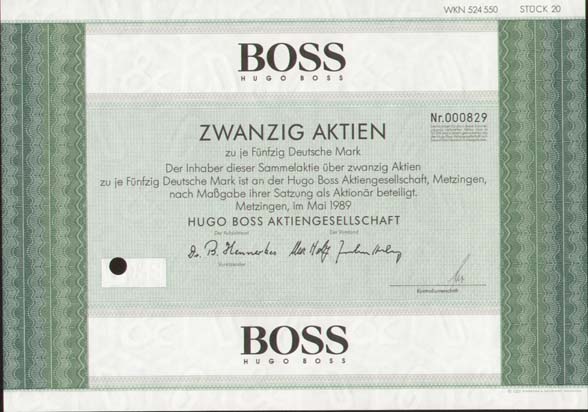 WKN 524 550 STÜCK 20
BOSS
HUGO BOSS
Nr.000829
ZWANZIG AKTIEN
zu je Fünfzig Deutsche Mark
Der Inhaber dieser Sammelaktie über zwanzig Aktien
zu je Fünfzig Deutsche Mark ist an der Hugo Boss Aktiengesellschaft, Metzingen,
nach Maßgabe ihrer Satzung als Aktionär beteiligt.
Metzingen, im Mai 1989
HUGO BOSS AKTIENGESELLSCHAFT
Der Aufsichtsrat Der Vorstand
Vorsitzender
Kontrollunterschrift
BOSS
HUGO BOSS